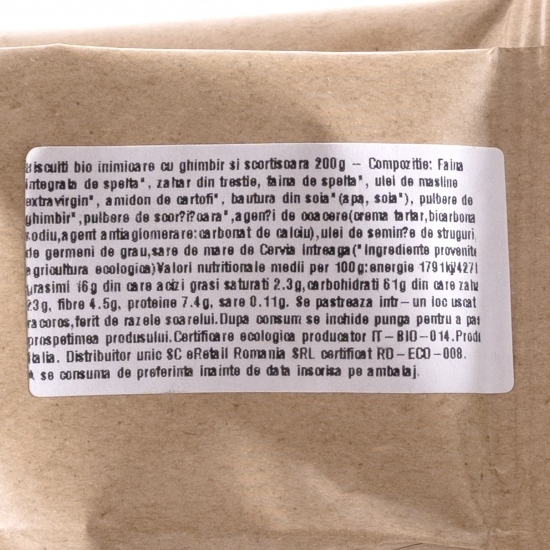 Biscuiti bio inimioare cu ghimbir si scortisoara 200g – Compozitie: Faina
integrala de spelta*, zahar din trestie, faina de spelta*, ulei de masline
extravirgin*, amidon de cartofi*, bautura din soia*(apa, soia*), pulbere de
ghimbir*,pulbere de scor?i?oara*,agen?i de coacere(crema tartar,bicarbona
sodiu,agent antiaglomerare:carbonat de calciu),ulei de semin?e de struguri,
de germeni de grau,sare de mare de Cervia intreaga(*Ingrediente provenite
agricultura ecologica)Valori nutritionale medii per 100g:energie 1791kj/427
grasimi 16g din care acizi grasi saturati 2.3g,carbohidrati 61g din care zaha
23g, fibre 4.5g, proteine 7.4g, sare 0.11g. Se pastreaza intr–un loc uscat
racoros,ferit de razele soarelui.Dupa consum se inchide punga pentru a pas
prospetimea produsului.Certificare ecologica producator IT–BIO–014.Produ
Italia. Distribuitor unic SC eRetail Romania SRL certificat RO–ECO–008.
A se consuma de preferinta inainte de data inscrisa pe ambalaj.